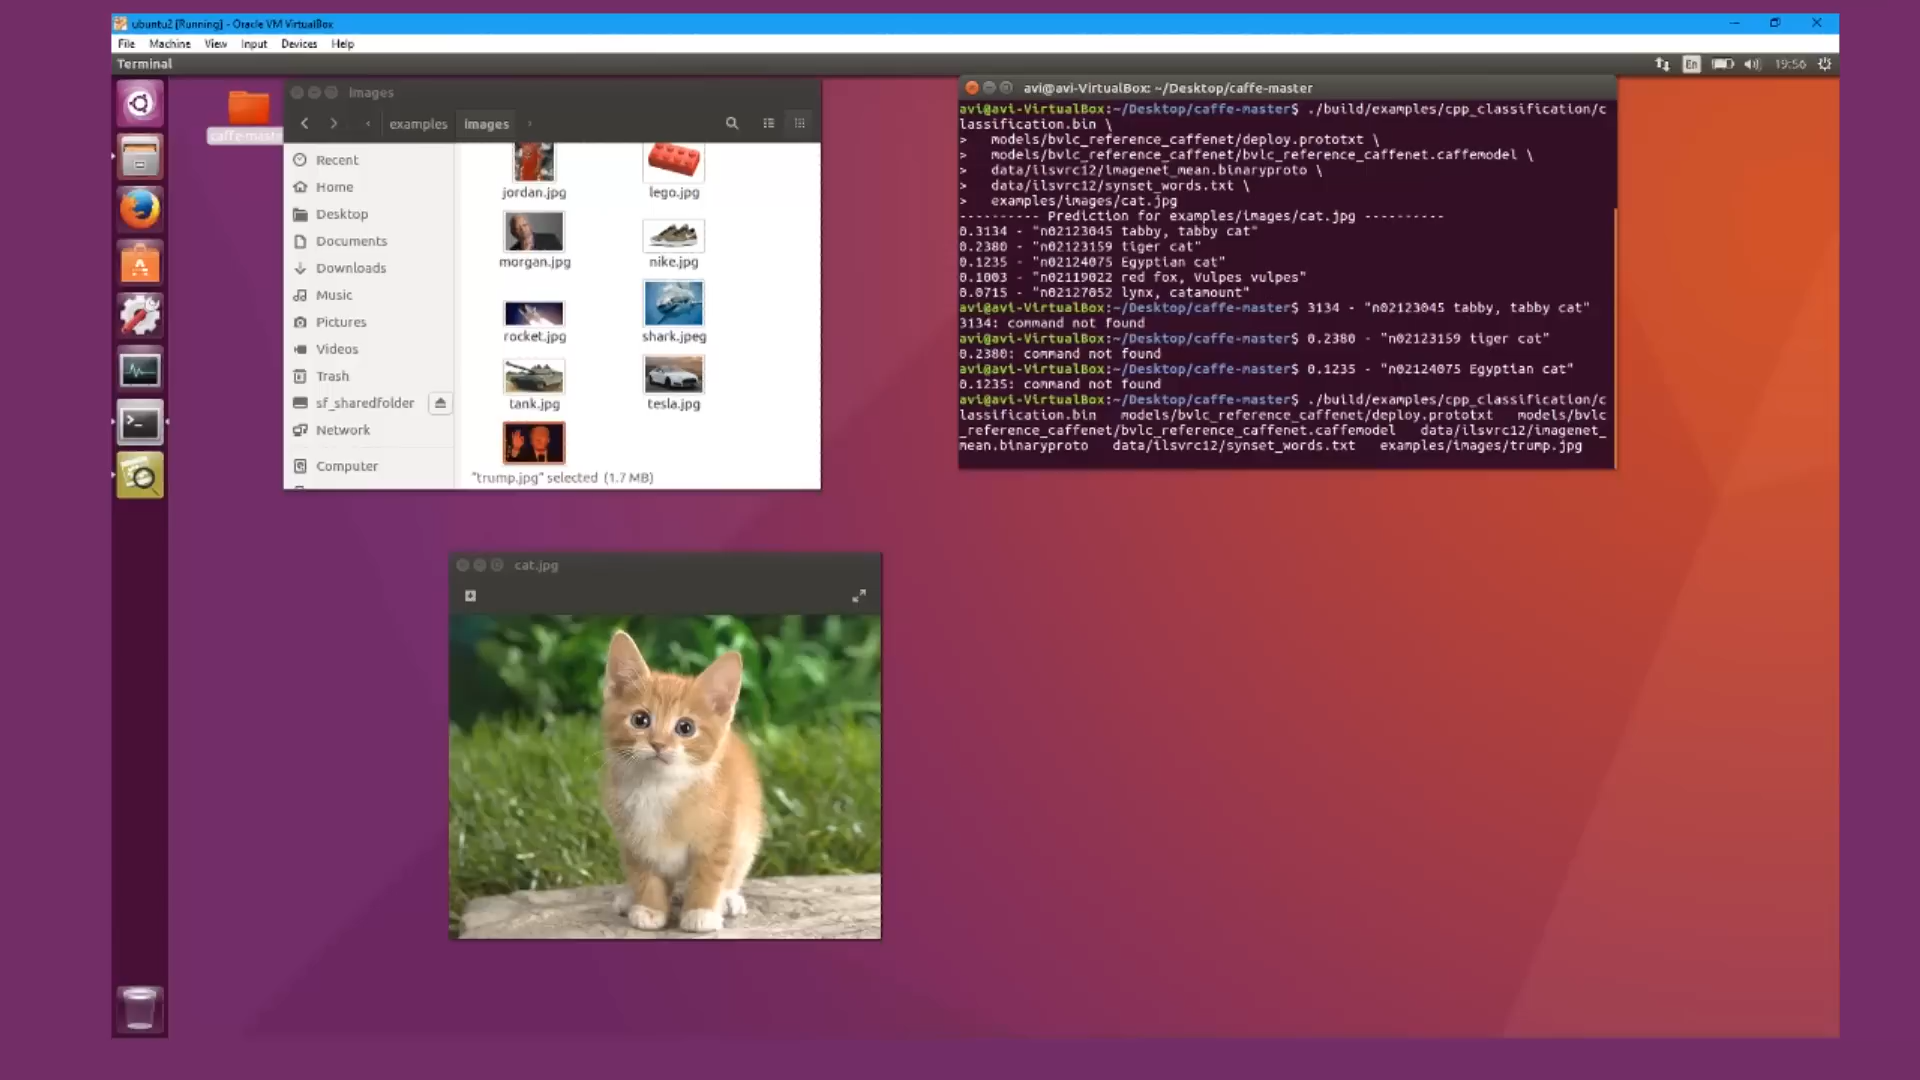 ubuntu2 [Running] - Oracle VM VirtualBox
File Machine View Input Devices Help
Terminal
En
19:56
caffe-maste
Images
examples
images
Recent
Home
Desktop
Documents
Downloads
Music
Pictures
Videos
Trash
sf_sharedfolder
Network
Computer
jordan.jpg
lego.jpg
morgan.jpg
nike.jpg
rocket.jpg
shark.jpeg
tank.jpg
tesla.jpg
"trump.jpg" selected (1.7 MB)
avi@avi-VirtualBox: ~/Desktop/caffe-master
avi@avi-VirtualBox:~/Desktop/caffe-master$ ./build/examples/cpp_classification/c
lassification.bin \
> models/bvlc_reference_caffenet/deploy.prototxt \
> models/bvlc_reference_caffenet/bvlc_reference_caffenet.caffemodel \
> data/ilsvrc12/imagenet_mean.binaryproto \
> data/ilsvrc12/synset_words.txt \
> examples/images/cat.jpg
---------- Prediction for examples/images/cat.jpg ----------
0.3134 - "n02123045 tabby, tabby cat"
0.2380 - "n02123159 tiger cat"
0.1235 - "n02124075 Egyptian cat"
0.1003 - "n02119022 red fox, Vulpes vulpes"
0.0715 - "n02127052 lynx, catamount"
avi@avi-VirtualBox:~/Desktop/caffe-master$ 3134 - "n02123045 tabby, tabby cat"
3134: command not found
avi@avi-VirtualBox:~/Desktop/caffe-master$ 0.2380 - "n02123159 tiger cat"
0.2380: command not found
avi@avi-VirtualBox:~/Desktop/caffe-master$ 0.1235 - "n02124075 Egyptian cat"
0.1235: command not found
avi@avi-VirtualBox:~/Desktop/caffe-master$ ./build/examples/cpp_classification/c
lassification.bin models/bvlc_reference_caffenet/deploy.prototxt models/bvlc
_reference_caffenet/bvlc_reference_caffenet.caffemodel data/ilsvrc12/imagenet_
mean.binaryproto data/ilsvrc12/synset_words.txt examples/images/trump.jpg
cat.jpg